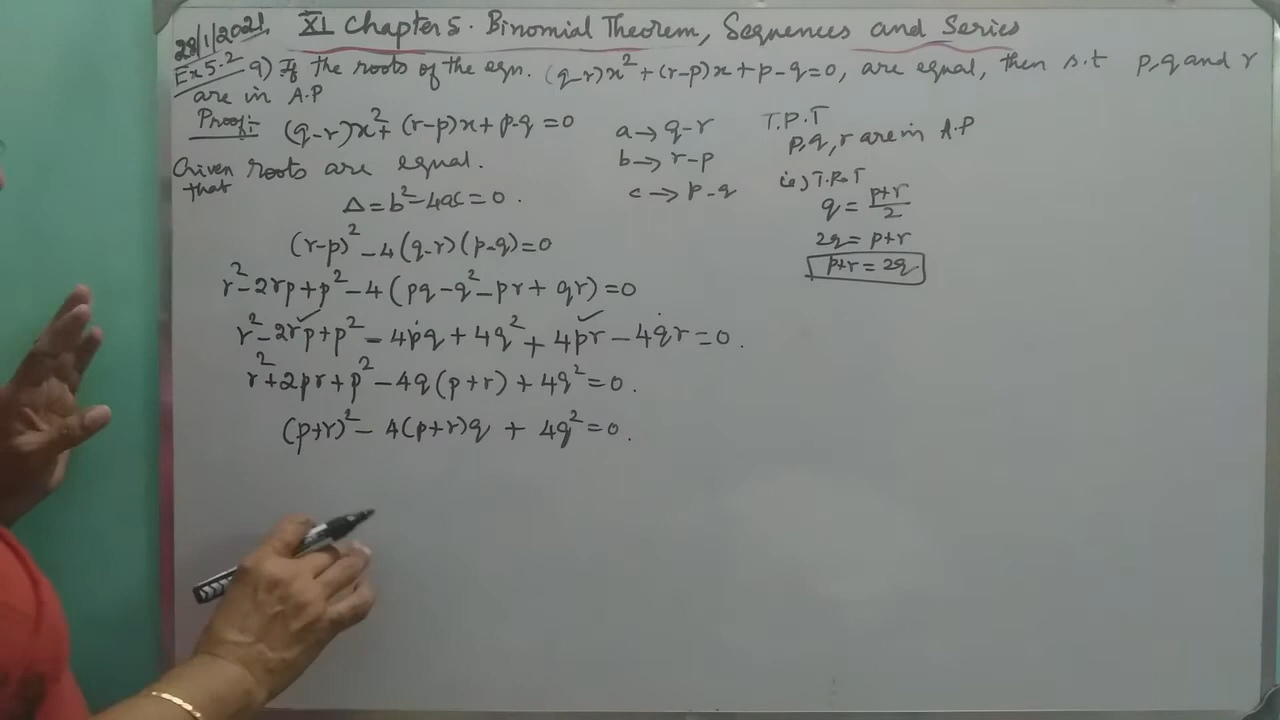 28/1/2021
XI Chapter 5. Binomial Theorem, Sequences and Series
Ex 5.2 9) If the roots of the eqn. (q-r)x²+(r-p)x+p-q=0, are equal, then s.t p,q and r
are in A.P
Proof:- (q-r)x²+(r-p)x+p-q=0
Given roots are equal.
that
Δ=b²-4ac=0.
(r-p)²-4(q-r)(p-q)=0
r²-2rp+p²-4(pq-q²-pr+qr)=0
r²-2rp+p²-4pq+4q²+4pr-4qr=0.
r²+2pr+p²-4q(p+r)+4q²=0.
(p+r)²-4(p+r)q+4q²=0.
a→q-r
b→r-p
c→p-q
T.P.T
p,q,r are in A.P
(ie) T.P.T
q=p+r/2
2q=p+r
p+r=2q